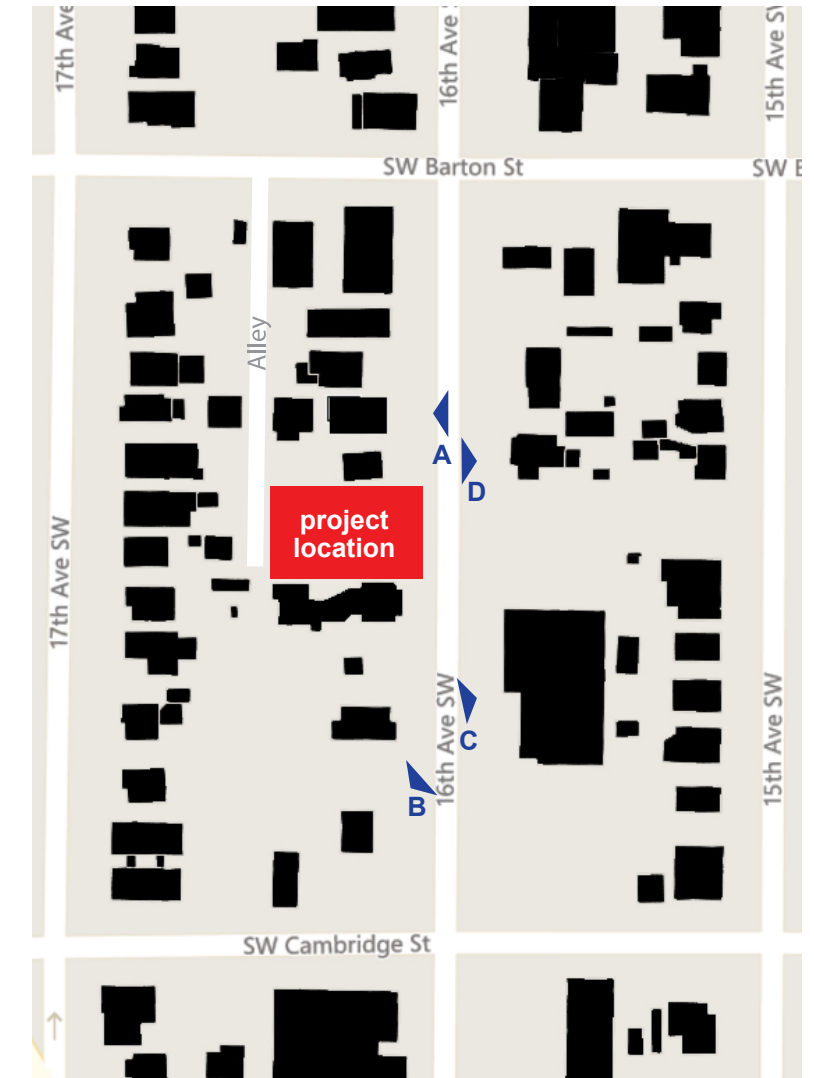 17th Ave
16th Ave
15th Ave S
SW Barton St
SW B
Alley
A
D
project
location
17th Ave SW
16th Ave SW
C
B
15th Ave SW
SW Cambridge St